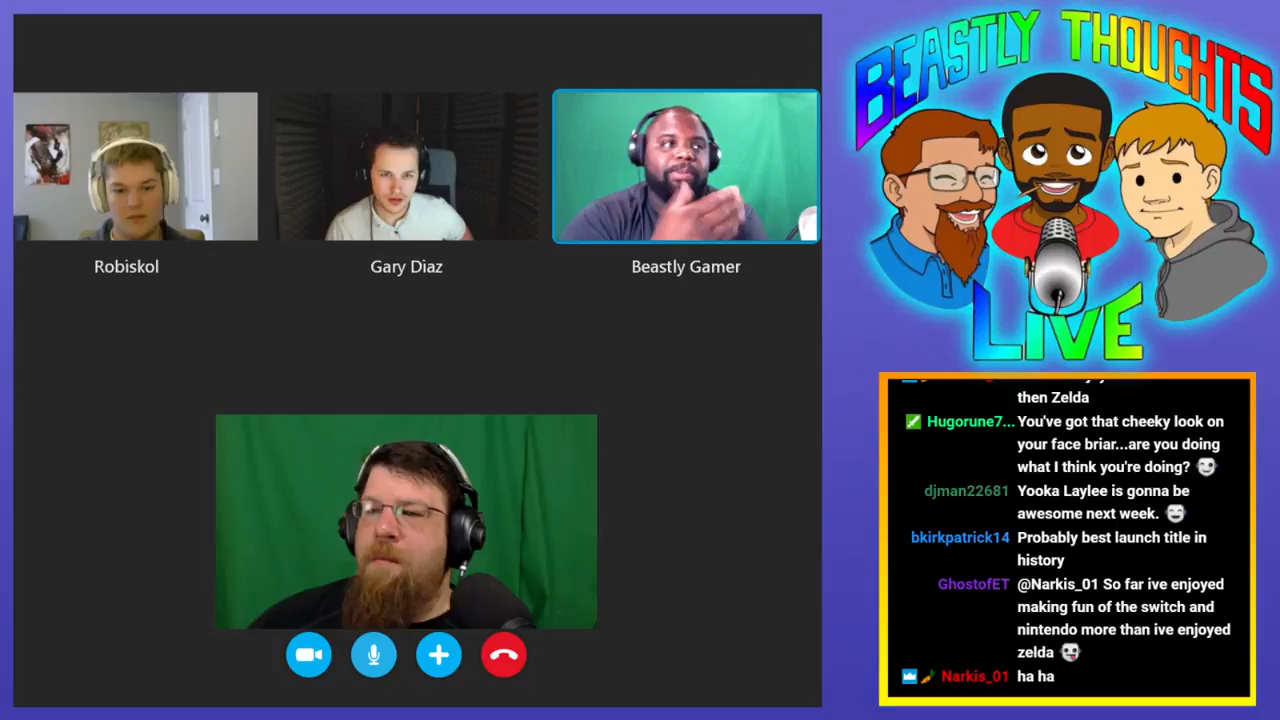 Robiskol
Gary Diaz
Beastly Gamer
BEASTLY THOUGHTS
LIVE
then Zelda
Hugorune7... You've got that cheeky look on
your face briar...are you doing
what I think you're doing?
djman22681 Yooka Laylee is gonna be
awesome next week.
bkirkpatrick14 Probably best launch title in
history
GhostofET @Narkis_01 So far ive enjoyed
making fun of the switch and
nintendo more than ive enjoyed
zelda
Narkis_01 ha ha